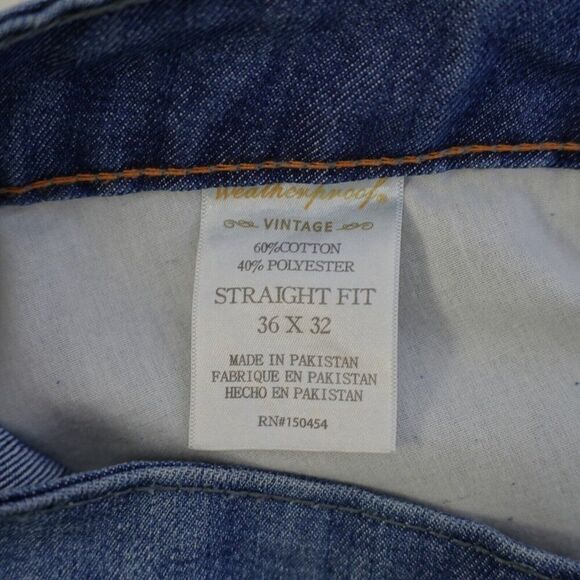 Weatherproof®
VINTAGE
60%COTTON
40% POLYESTER
STRAIGHT FIT
36 X 32
MADE IN PAKISTAN
FABRIQUE EN PAKISTAN
HECHO EN PAKISTAN
RN#150454